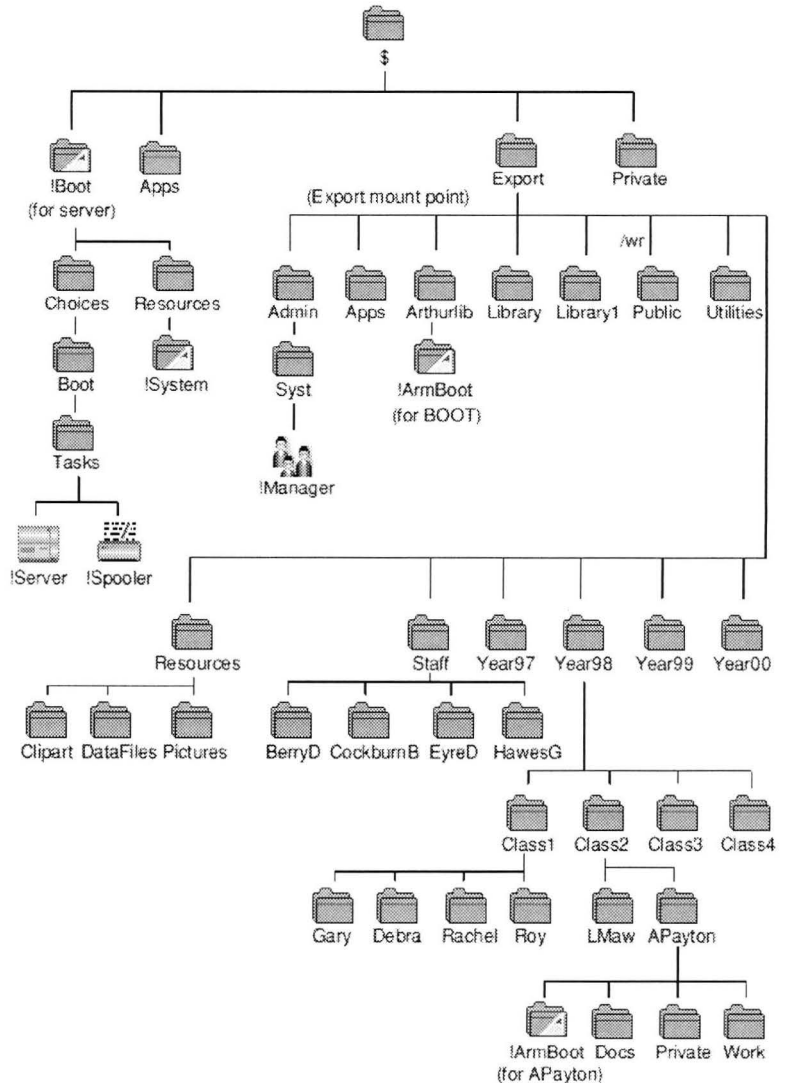 $
!Boot
(for server)
Apps
Export
Private
(Export mount point)
/wr
Choices
Resources
Admin
Apps
Arthurlib
Library
Library1
Public
Utilities
Boot
!System
Syst
!ArmBoot
(for BOOT)
Tasks
!Manager
!Server
!Spooler
Resources
Staff
Year97
Year98
Year99
Year00
Clipart
DataFiles
Pictures
BerryD
CockburnB
EyreD
HawesG
Class1
Class2
Class3
Class4
Gary
Debra
Rachel
Roy
LMaw
APayton
!ArmBoot
(for APayton)
Docs
Private
Work